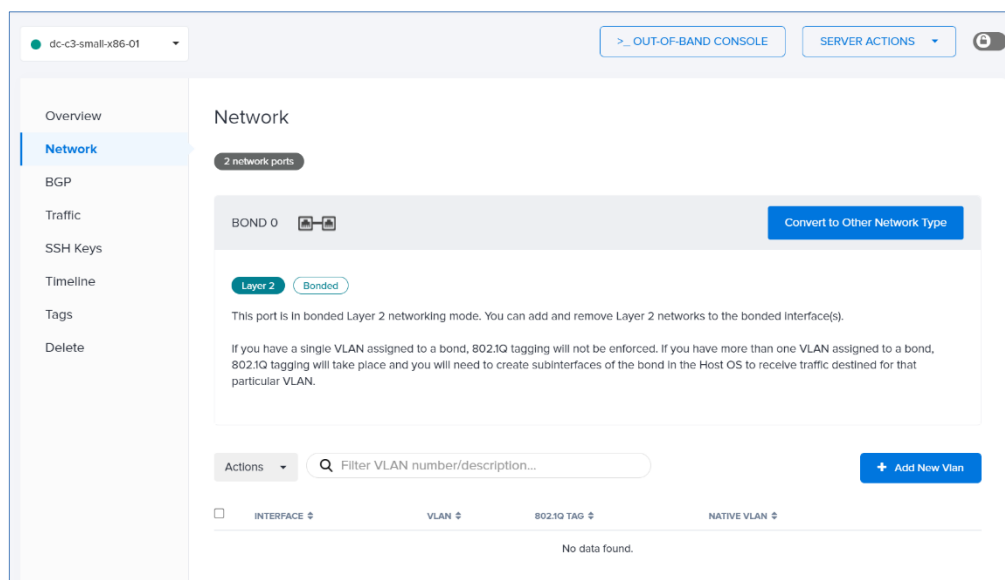 dc-c3-small-x86-01
>_ OUT-OF-BAND CONSOLE
SERVER ACTIONS
Overview
Network
BGP
Traffic
SSH Keys
Timeline
Tags
Delete
Network
2 network ports
BOND 0
Convert to Other Network Type
Layer 2
Bonded
This port is in bonded Layer 2 networking mode. You can add and remove Layer 2 networks to the bonded interface(s).
If you have a single VLAN assigned to a bond, 802.1Q tagging will not be enforced. If you have more than one VLAN assigned to a bond,
802.1Q tagging will take place and you will need to create subinterfaces of the bond in the Host OS to receive traffic destined for that
particular VLAN.
Actions
Filter VLAN number/description...
+ Add New Vlan
INTERFACE
VLAN
802.1Q TAG
NATIVE VLAN
No data found.